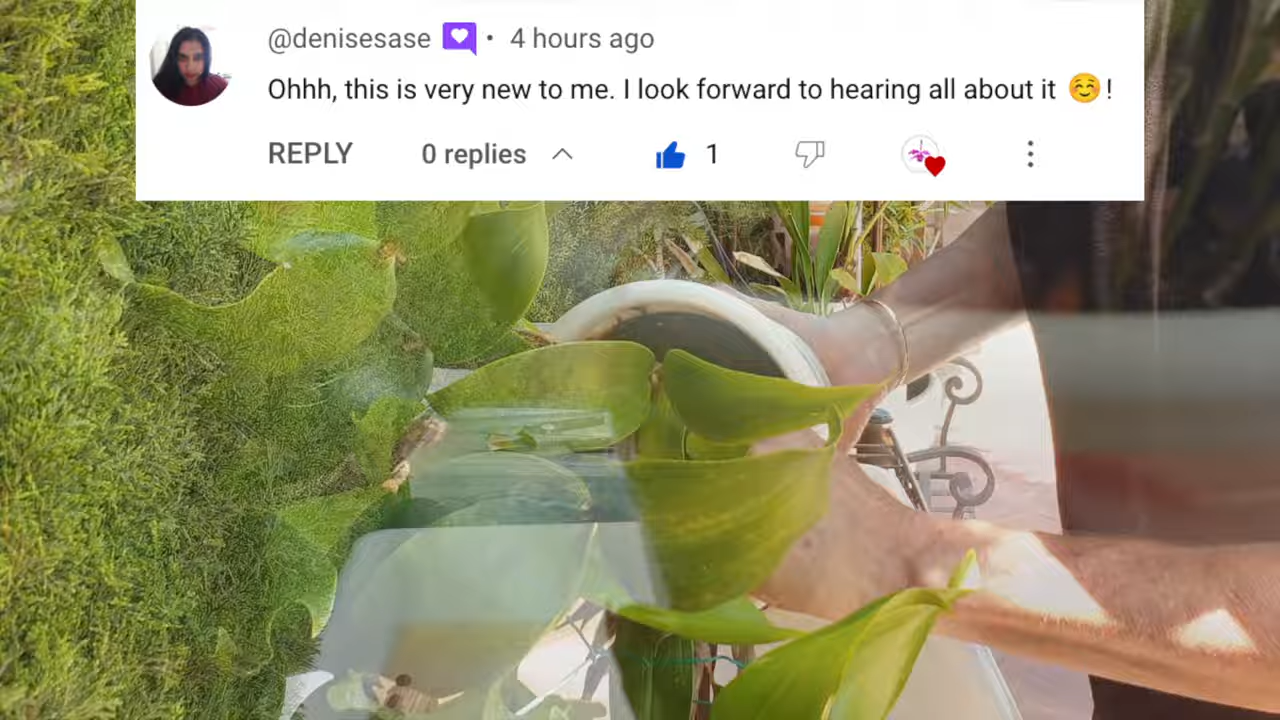 @denisesase • 4 hours ago
Ohhh, this is very new to me. I look forward to hearing all about it ☺️!
REPLY 0 replies 1